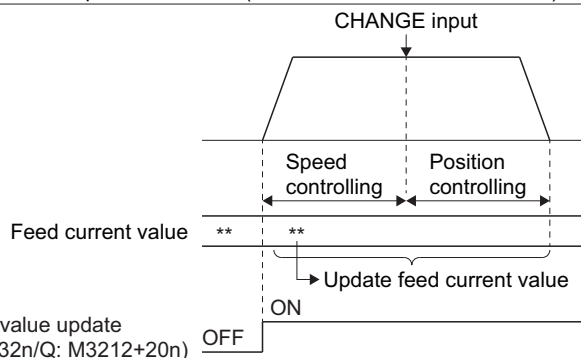 CHANGE input
Speed
controlling
Position
controlling
Feed current value ** **
Update feed current value
ON
value update
OFF
32n/Q: M3212+20n)